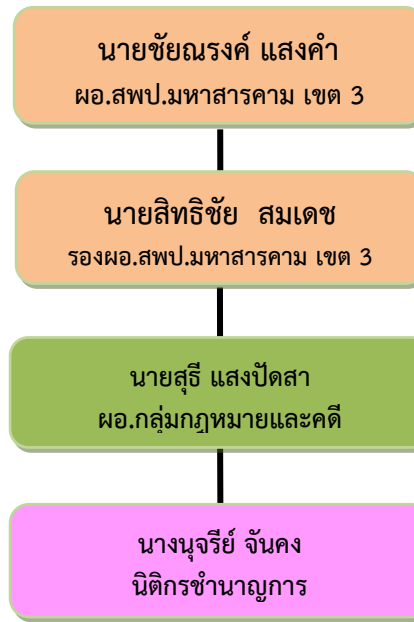 นายชัยณรงค์ แสงคำ
ผอ.สพป.มหาสารคาม เขต 3
นายสิทธิชัย  สมเดช
รองผอ.สพป.มหาสารคาม เขต 3
นายสุธี แสงปัดสา
ผอ.กลุ่มกฎหมายและคดี
นางนุจรีย์ จันคง
นิติกรชำนาญการ